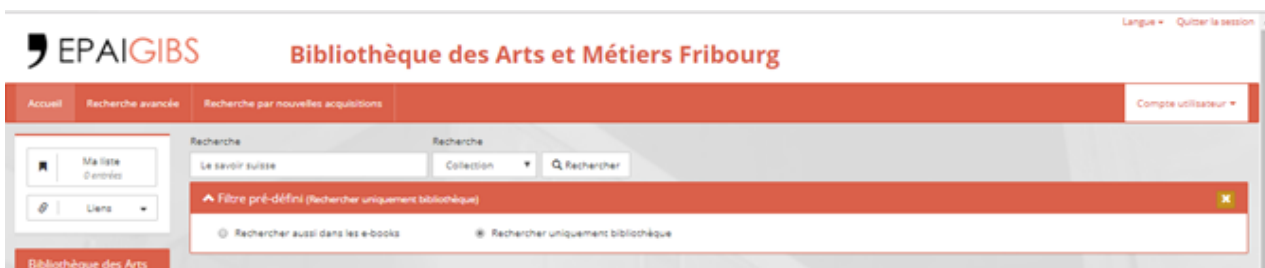 Langue Quitter la session
EPAIGIBS
Bibliothèque des Arts et Métiers Fribourg
Accueil Recherche avancée Recherche par nouvelles acquisitions Compte utilisateur
Recherche Recherche
Ma liste
0 entrées
Le savoir suisse Collection Rechercher
Liens
Filtre pré-défini (Rechercher uniquement bibliothèque)
Rechercher aussi dans les e-books Rechercher uniquement bibliothèque
Bibliothèque des Arts